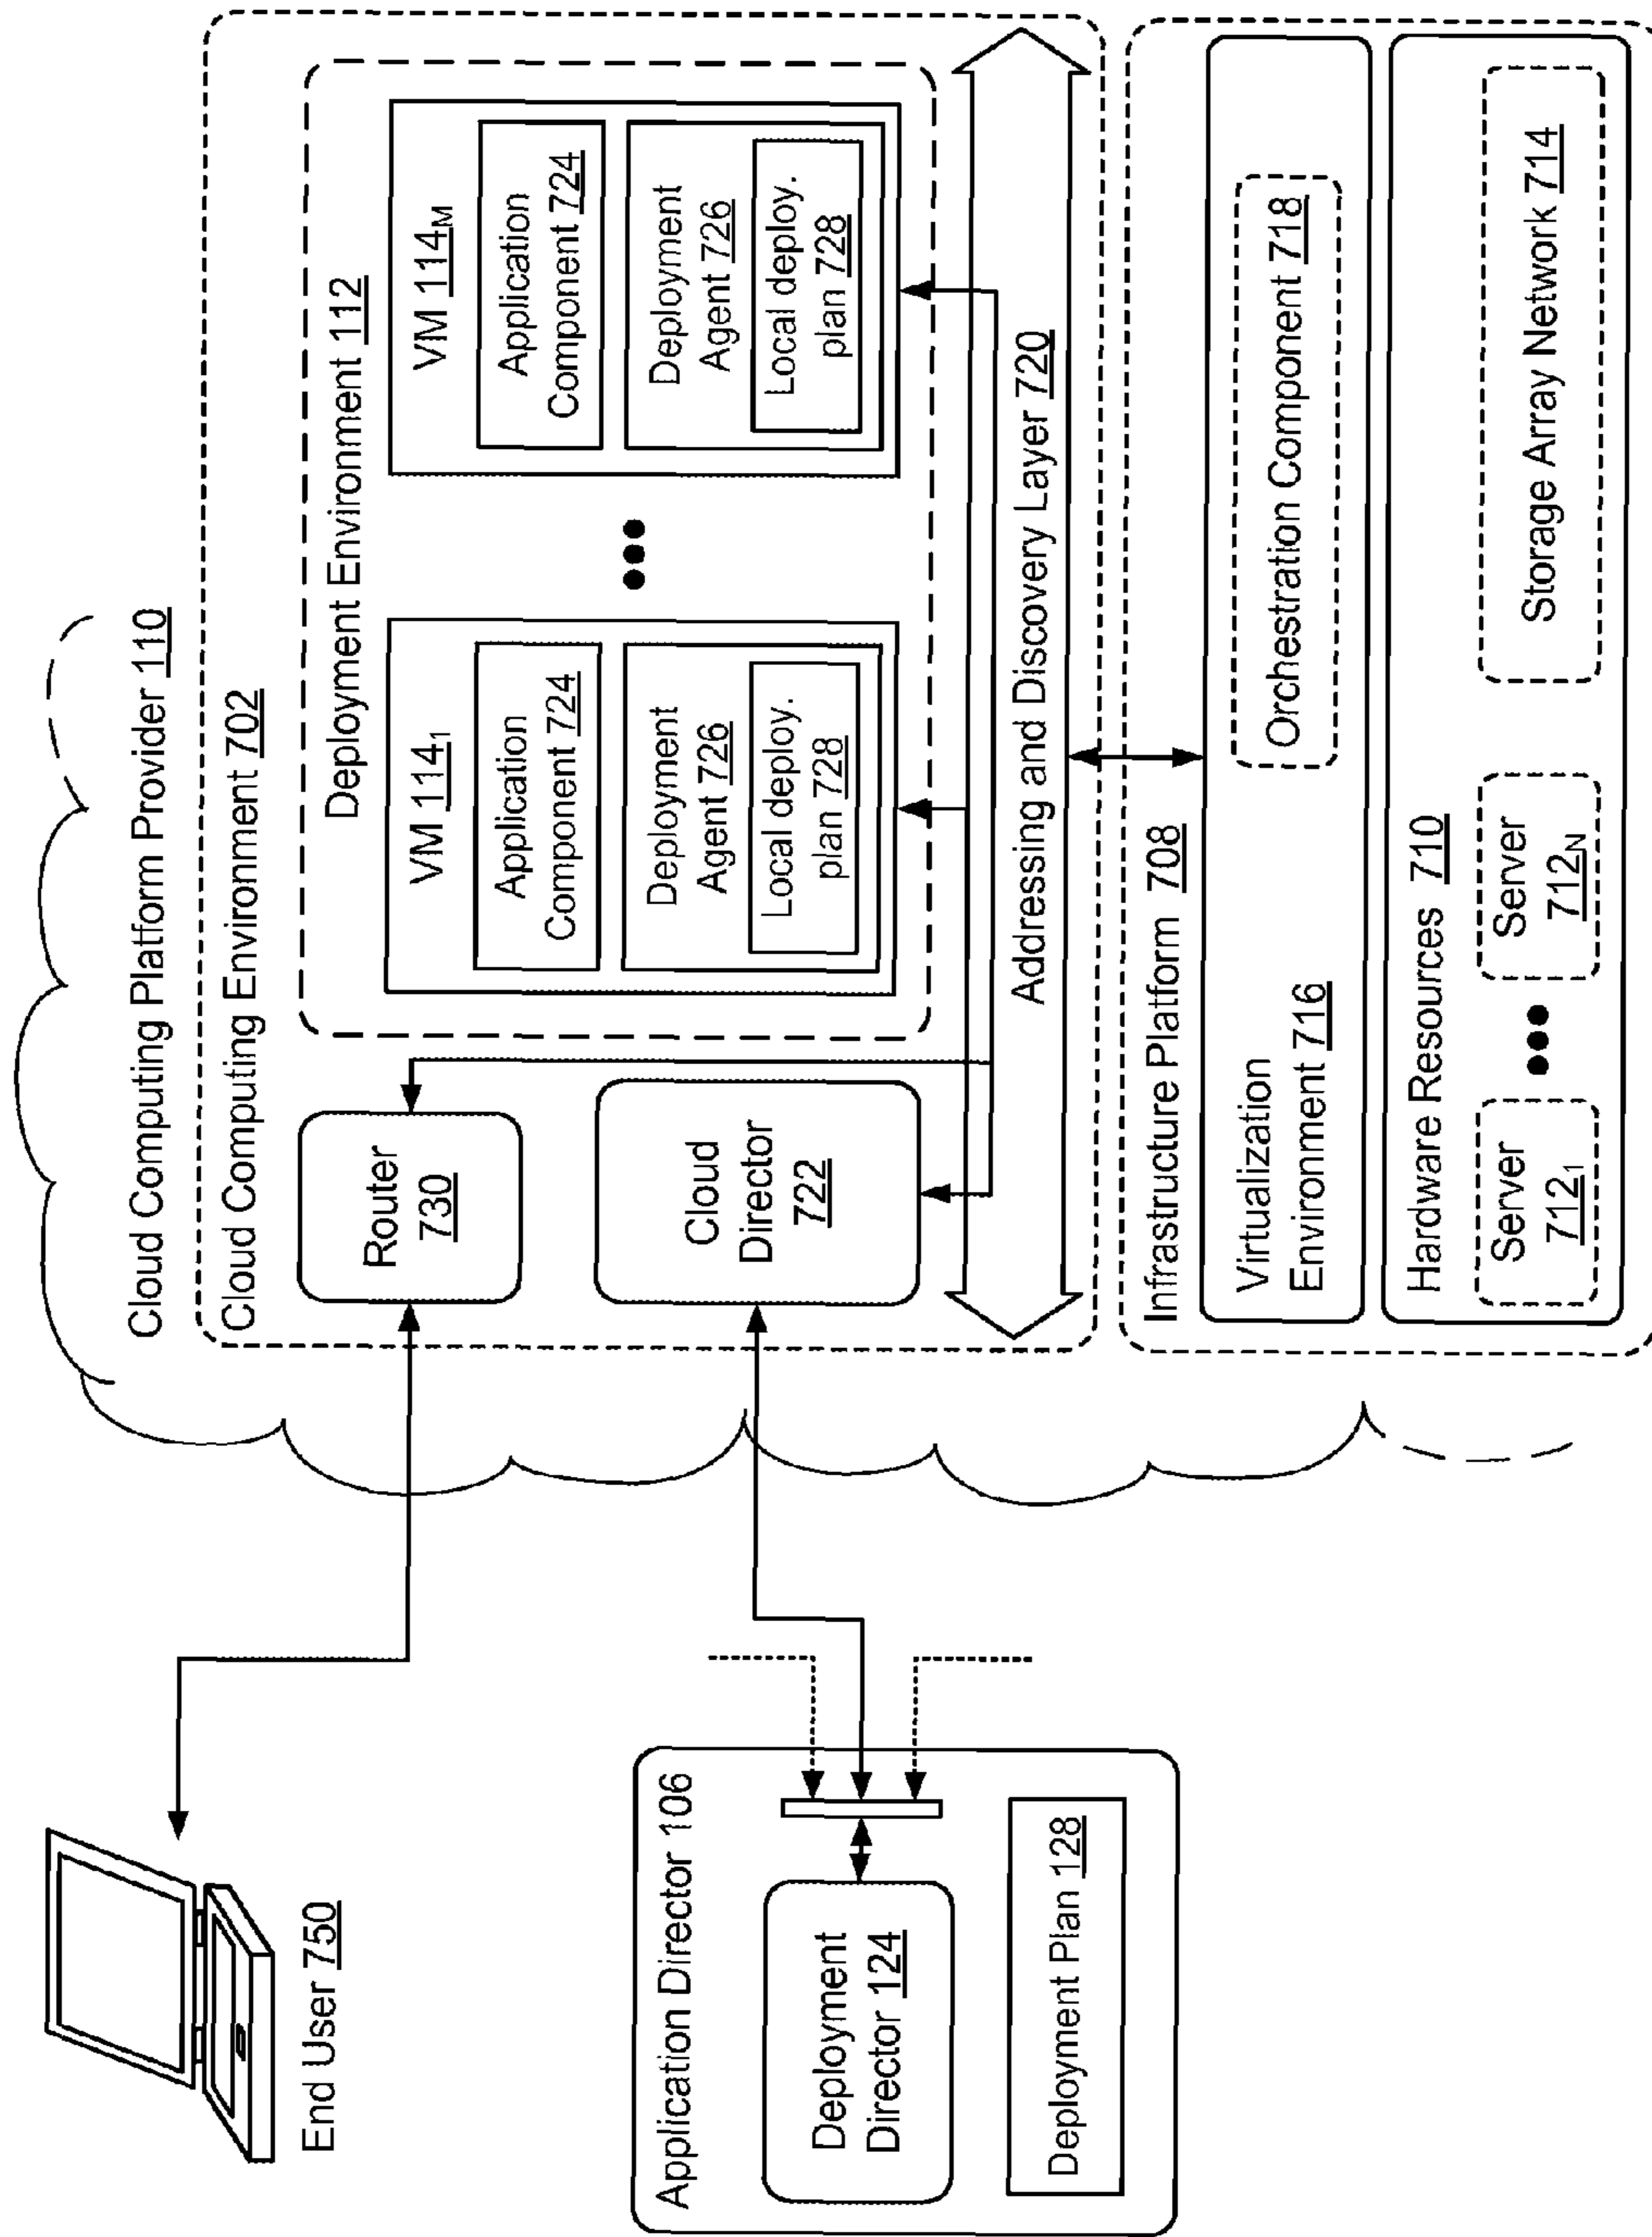 Cloud Computing Platform Provider 110
Cloud Computing Environment 702
Deployment Environment 112
Router
730
Cloud
Director
722
VM 114₁
Application
Component 724
Deployment
Agent 726
Local deploy.
plan 728
•••
VM 114M
Application
Component 724
Deployment
Agent 726
Local deploy.
plan 728
Addressing and Discovery Layer 720
End User 750
Application Director 106
Deployment
Director 124
Deployment Plan 128
Infrastructure Platform 708
Virtualization
Environment 716
Orchestration Component 718
Hardware Resources 710
Server
712₁
•••
Server
712N
Storage Array Network 714